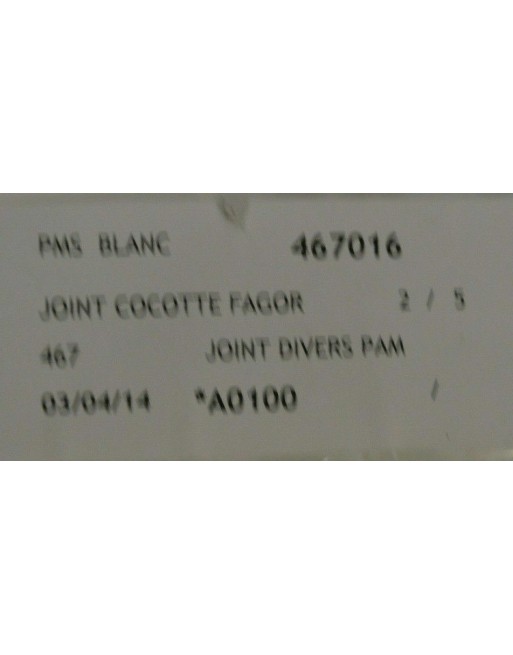 PMS BLANC 467016
JOINT COCOTTE FAGOR 2 / 5
467 JOINT DIVERS PAM
03/04/14 *A0100 /